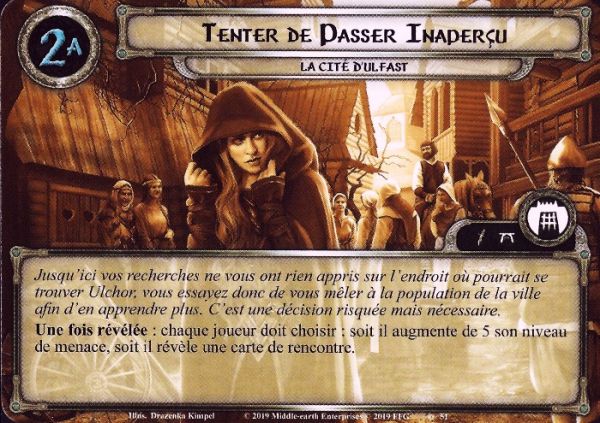 2A
Tenter de Passer Inaperçu
La Cité d'Ulfast
Jusqu'ici vos recherches ne vous ont rien appris sur l'endroit où pourrait se
trouver Ulchor, vous essayez donc de vous mêler à la population de la ville
afin d'en apprendre plus. C'est une décision risquée mais nécessaire.
Une fois révélée : chaque joueur doit choisir : soit il augmente de 5 son niveau
de menace, soit il révèle une carte de rencontre.
Illus. Drazenka Kimpel © 2019 Middle-earth Enterprises © 2019 FFG 51